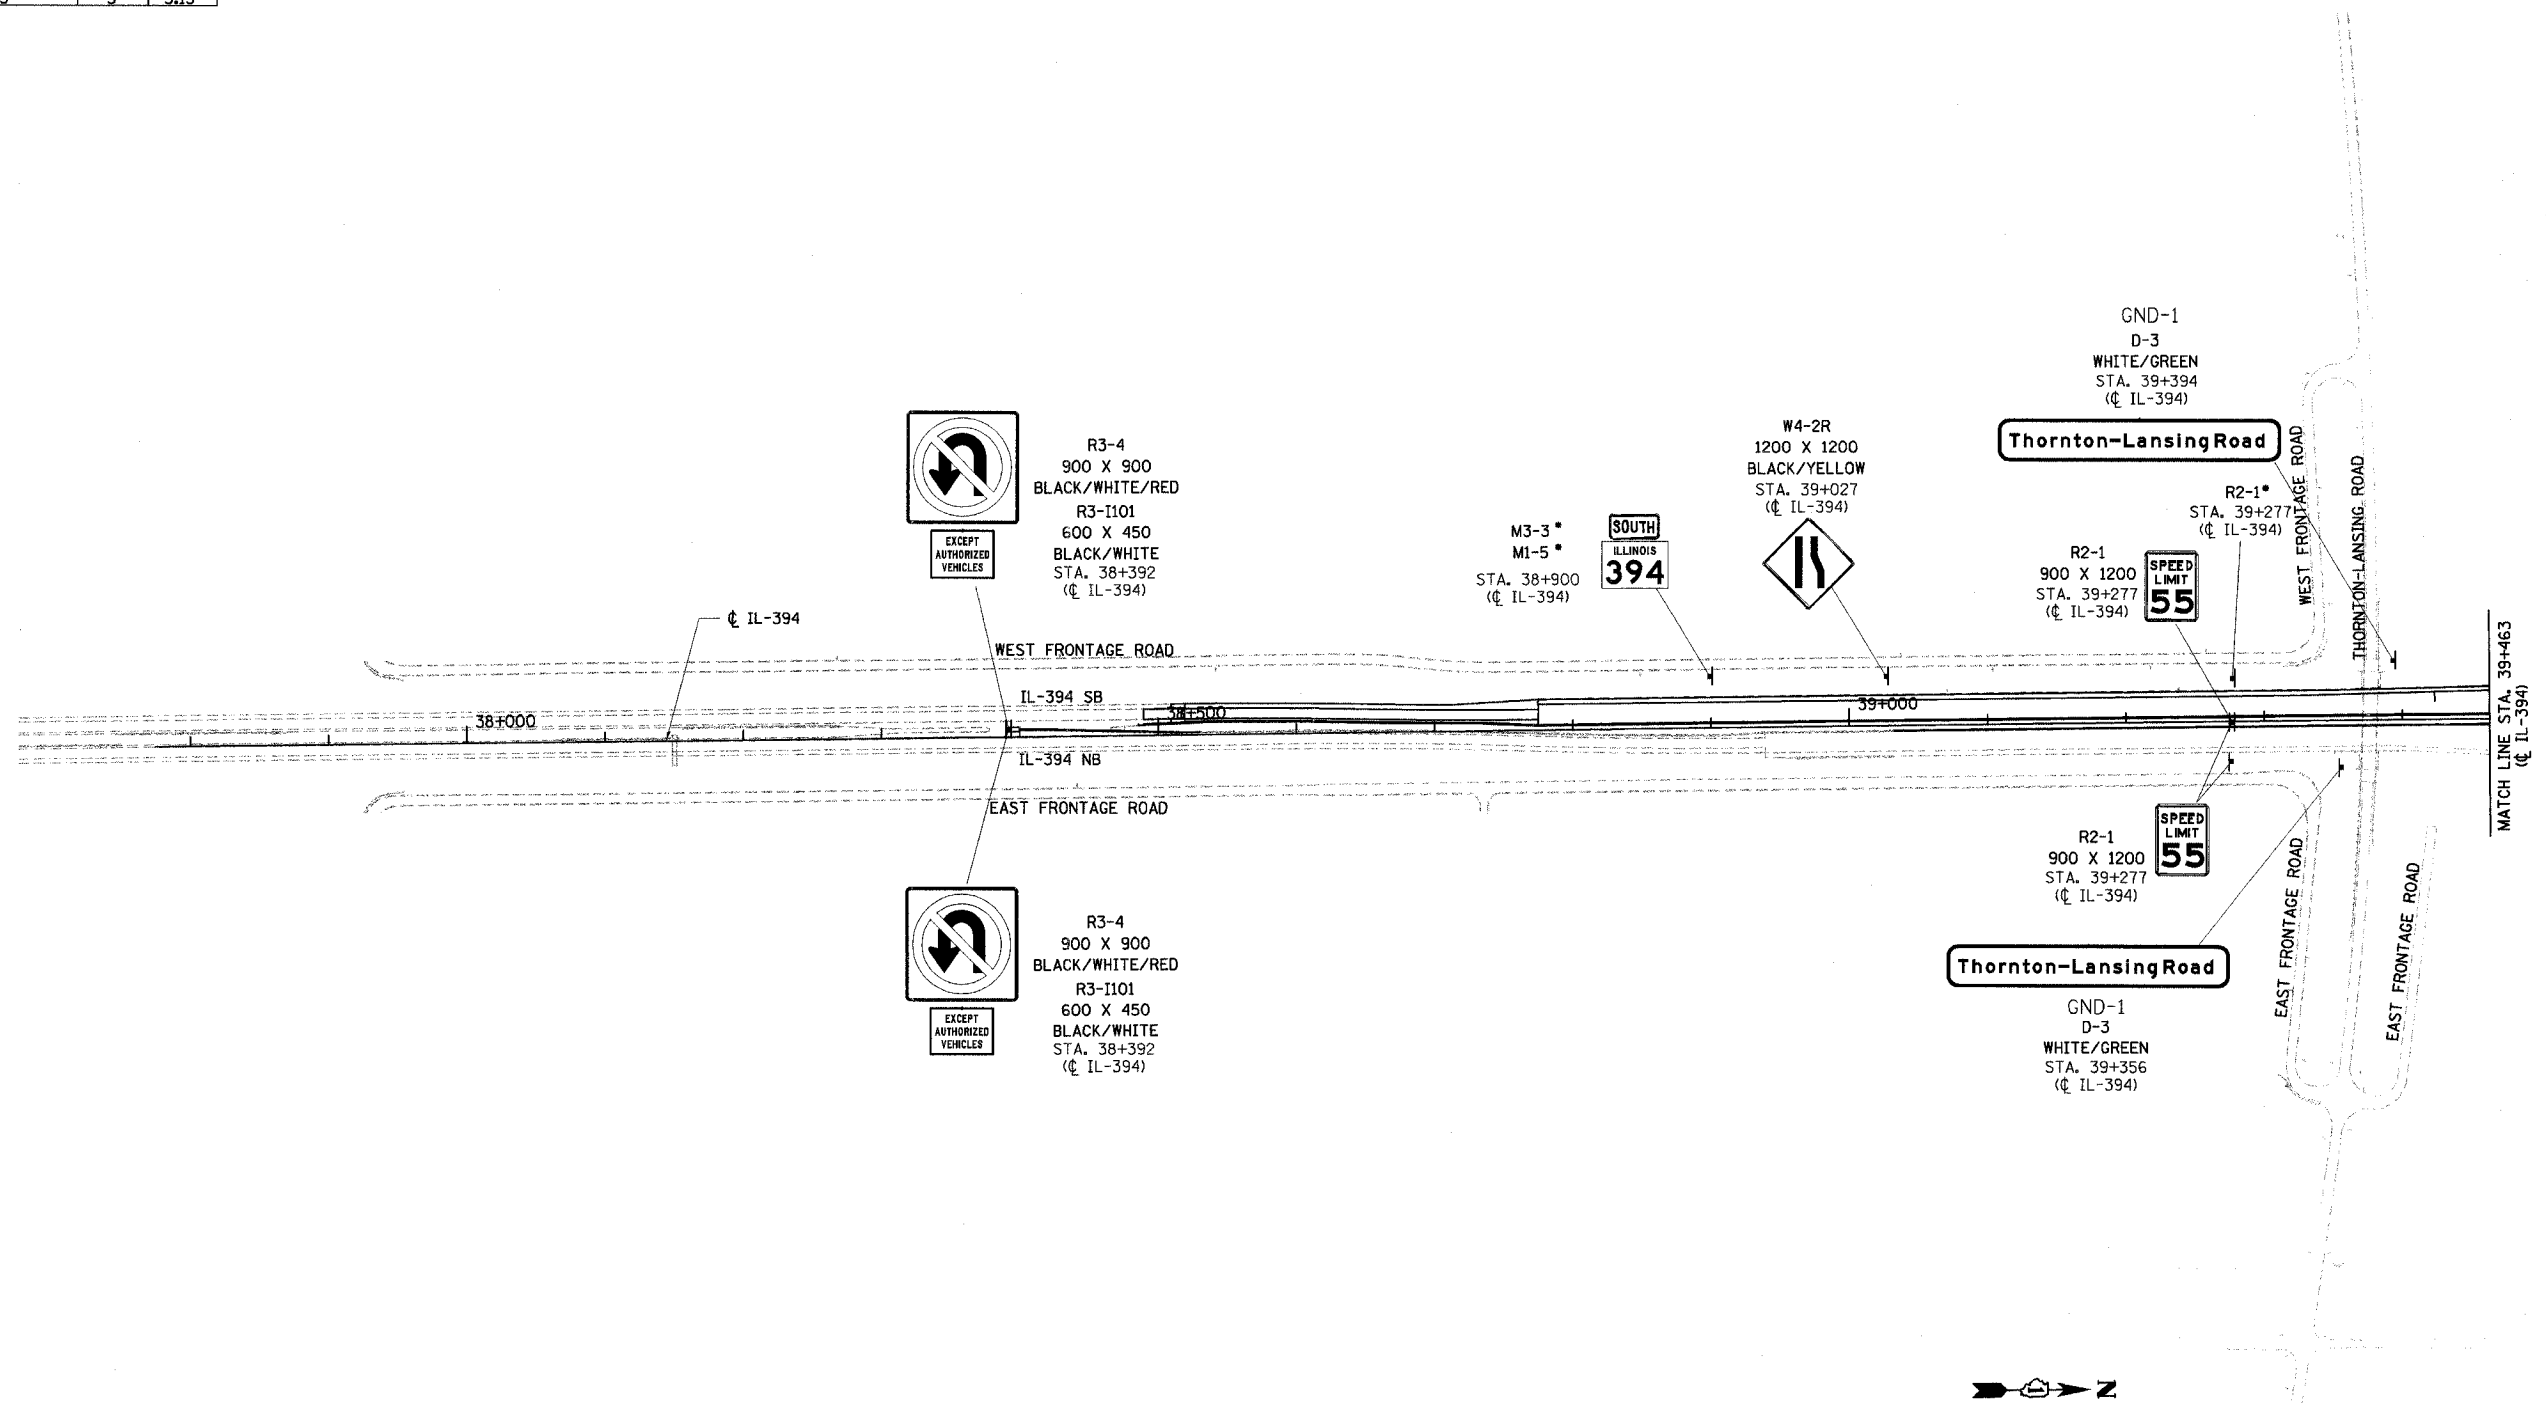 5.13
R3-4
900 X 900
BLACK/WHITE/RED
R3-I101
600 X 450
BLACK/WHITE
STA. 38+392
(℄ IL-394)
EXCEPT
AUTHORIZED
VEHICLES
℄ IL-394
WEST FRONTAGE ROAD
IL-394 SB
38+000
38+500
39+000
IL-394 NB
EAST FRONTAGE ROAD
R3-4
900 X 900
BLACK/WHITE/RED
R3-I101
600 X 450
BLACK/WHITE
STA. 38+392
(℄ IL-394)
EXCEPT
AUTHORIZED
VEHICLES
M3-3 *
M1-5 *
STA. 38+900
(℄ IL-394)
SOUTH
ILLINOIS
394
W4-2R
1200 X 1200
BLACK/YELLOW
STA. 39+027
(℄ IL-394)
GND-1
D-3
WHITE/GREEN
STA. 39+394
(℄ IL-394)
Thornton-Lansing Road
R2-1*
STA. 39+277
(℄ IL-394)
R2-1
900 X 1200
STA. 39+277
(℄ IL-394)
SPEED
LIMIT
55
WEST FRONTAGE ROAD
THORNTON-LANSING ROAD
MATCH LINE STA. 39+463
(℄ IL-394)
R2-1
900 X 1200
STA. 39+277
(℄ IL-394)
SPEED
LIMIT
55
Thornton-Lansing Road
GND-1
D-3
WHITE/GREEN
STA. 39+356
(℄ IL-394)
EAST FRONTAGE ROAD
EAST FRONTAGE ROAD
N